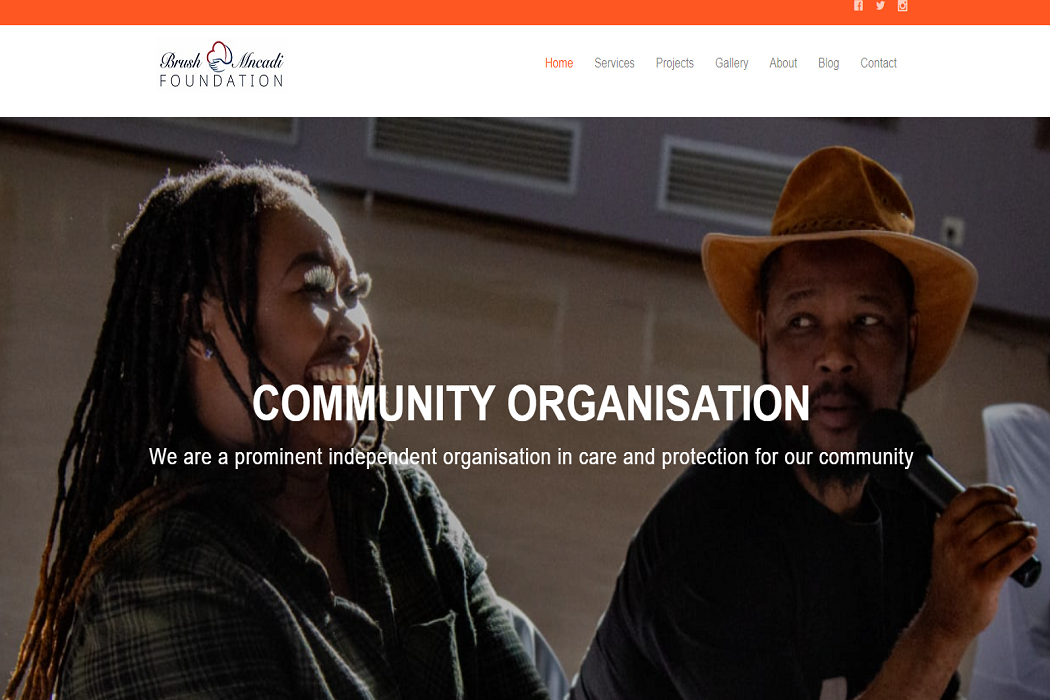 Brush Mncadi
FOUNDATION
Home Services Projects Gallery About Blog Contact
COMMUNITY ORGANISATION
We are a prominent independent organisation in care and protection for our community